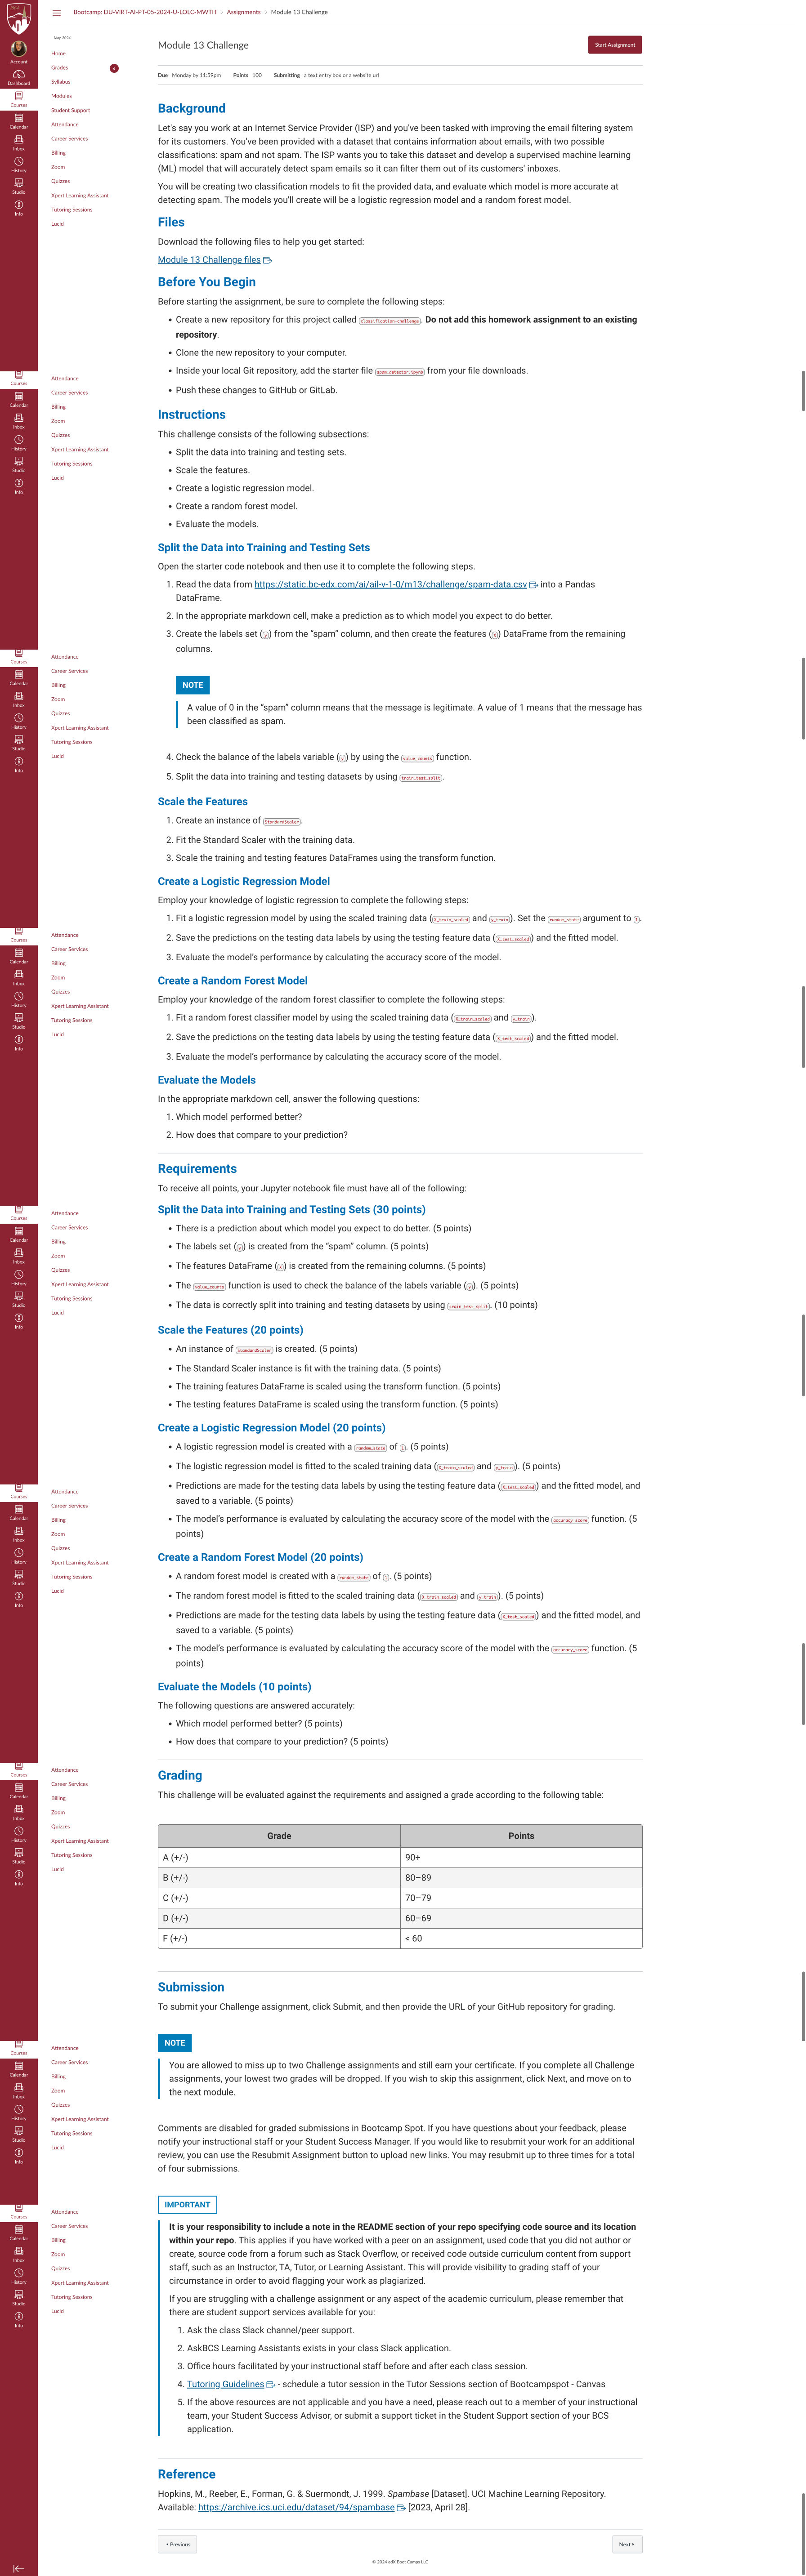 Bootcamp: DU-VIRT-AI-PT-05-2024-U-LOLC-MWTH > Assignments > Module 13 Challenge
Account
Dashboard
Courses
Calendar
Inbox
History
Studio
Info
May-2024
Home
Grades
Syllabus
Modules
Student Support
Attendance
Career Services
Billing
Zoom
Quizzes
Xpert Learning Assistant
Tutoring Sessions
Lucid
Module 13 Challenge
Start Assignment
Due Monday by 11:59pm Points 100 Submitting a text entry box or a website url
Background
Let's say you work at an Internet Service Provider (ISP) and you've been tasked with improving the email filtering system
for its customers. You've been provided with a dataset that contains information about emails, with two possible
classifications: spam and not spam. The ISP wants you to take this dataset and develop a supervised machine learning
(ML) model that will accurately detect spam emails so it can filter them out of its customers' inboxes.
You will be creating two classification models to fit the provided data, and evaluate which model is more accurate at
detecting spam. The models you'll create will be a logistic regression model and a random forest model.
Files
Download the following files to help you get started:
Module 13 Challenge files
Before You Begin
Before starting the assignment, be sure to complete the following steps:
• Create a new repository for this project called classification-challenge. Do not add this homework assignment to an existing
repository.
• Clone the new repository to your computer.
• Inside your local Git repository, add the starter file spam_detector.ipynb from your file downloads.
• Push these changes to GitHub or GitLab.
Instructions
This challenge consists of the following subsections:
• Split the data into training and testing sets.
• Scale the features.
• Create a logistic regression model.
• Create a random forest model.
• Evaluate the models.
Split the Data into Training and Testing Sets
Open the starter code notebook and then use it to complete the following steps.
1. Read the data from https://static.bc-edx.com/ai/ail-v-1-0/m13/challenge/spam-data.csv into a Pandas
DataFrame.
2. In the appropriate markdown cell, make a prediction as to which model you expect to do better.
3. Create the labels set (y) from the “spam” column, and then create the features (X) DataFrame from the remaining
columns.
NOTE
A value of 0 in the “spam” column means that the message is legitimate. A value of 1 means that the message has
been classified as spam.
4. Check the balance of the labels variable (y) by using the value_counts function.
5. Split the data into training and testing datasets by using train_test_split.
Scale the Features
1. Create an instance of StandardScaler.
2. Fit the Standard Scaler with the training data.
3. Scale the training and testing features DataFrames using the transform function.
Create a Logistic Regression Model
Employ your knowledge of logistic regression to complete the following steps:
1. Fit a logistic regression model by using the scaled training data (X_train_scaled and y_train). Set the random_state argument to 1.
2. Save the predictions on the testing data labels by using the testing feature data (X_test_scaled) and the fitted model.
3. Evaluate the model’s performance by calculating the accuracy score of the model.
Create a Random Forest Model
Employ your knowledge of the random forest classifier to complete the following steps:
1. Fit a random forest classifier model by using the scaled training data (X_train_scaled and y_train).
2. Save the predictions on the testing data labels by using the testing feature data (X_test_scaled) and the fitted model.
3. Evaluate the model’s performance by calculating the accuracy score of the model.
Evaluate the Models
In the appropriate markdown cell, answer the following questions:
1. Which model performed better?
2. How does that compare to your prediction?
Requirements
To receive all points, your Jupyter notebook file must have all of the following:
Split the Data into Training and Testing Sets (30 points)
• There is a prediction about which model you expect to do better. (5 points)
• The labels set (y) is created from the “spam” column. (5 points)
• The features DataFrame (X) is created from the remaining columns. (5 points)
• The value_counts function is used to check the balance of the labels variable (y). (5 points)
• The data is correctly split into training and testing datasets by using train_test_split. (10 points)
Scale the Features (20 points)
• An instance of StandardScaler is created. (5 points)
• The Standard Scaler instance is fit with the training data. (5 points)
• The training features DataFrame is scaled using the transform function. (5 points)
• The testing features DataFrame is scaled using the transform function. (5 points)
Create a Logistic Regression Model (20 points)
• A logistic regression model is created with a random_state of 1. (5 points)
• The logistic regression model is fitted to the scaled training data (X_train_scaled and y_train). (5 points)
• Predictions are made for the testing data labels by using the testing feature data (X_test_scaled) and the fitted model, and
saved to a variable. (5 points)
• The model’s performance is evaluated by calculating the accuracy score of the model with the accuracy_score function. (5
points)
Create a Random Forest Model (20 points)
• A random forest model is created with a random_state of 1. (5 points)
• The random forest model is fitted to the scaled training data (X_train_scaled and y_train). (5 points)
• Predictions are made for the testing data labels by using the testing feature data (X_test_scaled) and the fitted model, and
saved to a variable. (5 points)
• The model’s performance is evaluated by calculating the accuracy score of the model with the accuracy_score function. (5
points)
Evaluate the Models (10 points)
The following questions are answered accurately:
• Which model performed better? (5 points)
• How does that compare to your prediction? (5 points)
Grading
This challenge will be evaluated against the requirements and assigned a grade according to the following table:
Grade Points
A (+/-) 90+
B (+/-) 80–89
C (+/-) 70–79
D (+/-) 60–69
F (+/-) < 60
Submission
To submit your Challenge assignment, click Submit, and then provide the URL of your GitHub repository for grading.
NOTE
You are allowed to miss up to two Challenge assignments and still earn your certificate. If you complete all Challenge
assignments, your lowest two grades will be dropped. If you wish to skip this assignment, click Next, and move on to
the next module.
Comments are disabled for graded submissions in Bootcamp Spot. If you have questions about your feedback, please
notify your instructional staff or your Student Success Manager. If you would like to resubmit your work for an additional
review, you can use the Resubmit Assignment button to upload new links. You may resubmit up to three times for a total
of four submissions.
IMPORTANT
It is your responsibility to include a note in the README section of your repo specifying code source and its location
within your repo. This applies if you have worked with a peer on an assignment, used code that you did not author or
create, source code from a forum such as Stack Overflow, or received code outside curriculum content from support
staff, such as an Instructor, TA, Tutor, or Learning Assistant. This will provide visibility to grading staff of your
circumstance in order to avoid flagging your work as plagiarized.
If you are struggling with a challenge assignment or any aspect of the academic curriculum, please remember that
there are student support services available for you:
1. Ask the class Slack channel/peer support.
2. AskBCS Learning Assistants exists in your class Slack application.
3. Office hours facilitated by your instructional staff before and after each class session.
4. Tutoring Guidelines - schedule a tutor session in the Tutor Sessions section of Bootcampspot - Canvas
5. If the above resources are not applicable and you have a need, please reach out to a member of your instructional
team, your Student Success Advisor, or submit a support ticket in the Student Support section of your BCS
application.
Reference
Hopkins, M., Reeber, E., Forman, G. & Suermondt, J. 1999. Spambase [Dataset]. UCI Machine Learning Repository.
Available: https://archive.ics.uci.edu/dataset/94/spambase [2023, April 28].
Previous
Next
© 2024 edX Boot Camps LLC